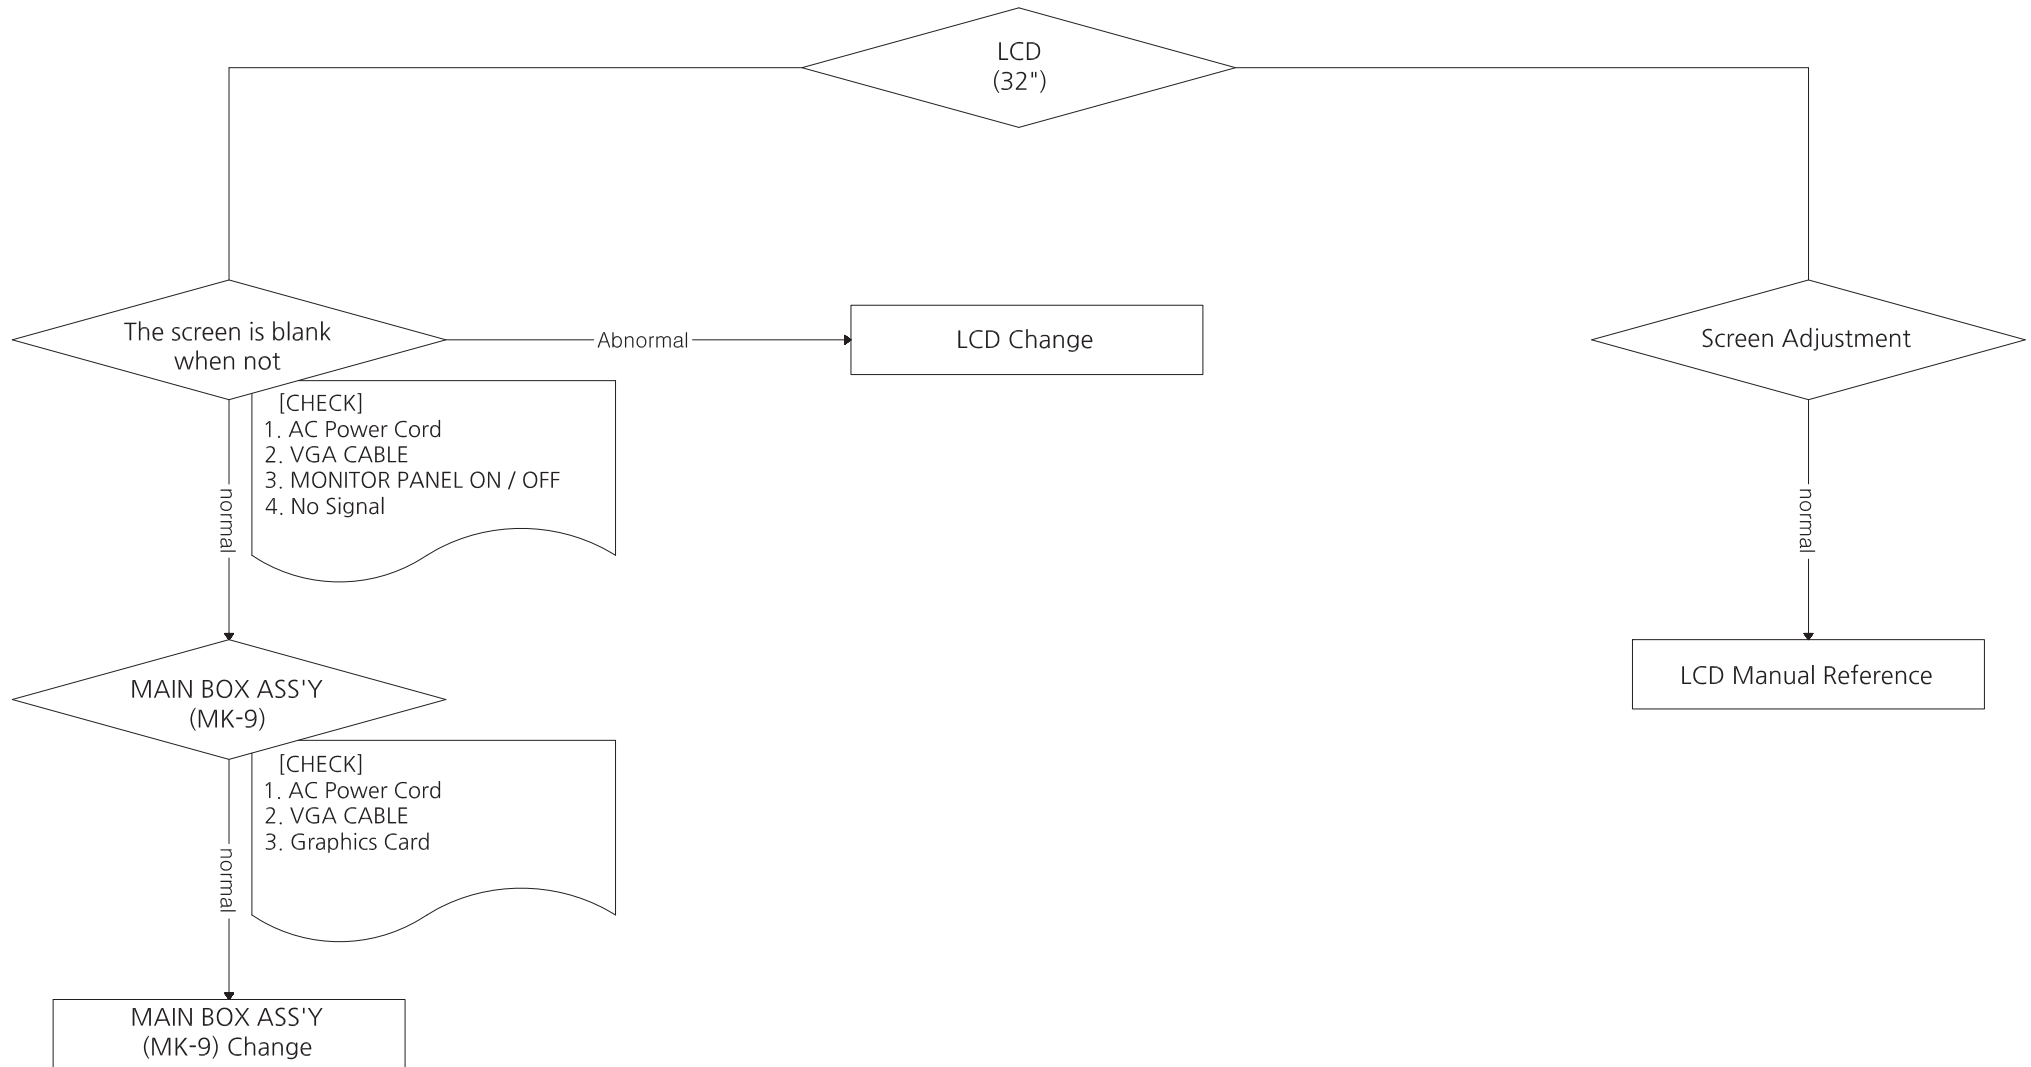 LCD
(32")
The screen is blank
when not
Abnormal
LCD Change
Screen Adjustment
[CHECK]
1. AC Power Cord
2. VGA CABLE
3. MONITOR PANEL ON / OFF
4. No Signal
normal
normal
LCD Manual Reference
MAIN BOX ASS'Y
(MK-9)
[CHECK]
1. AC Power Cord
2. VGA CABLE
3. Graphics Card
normal
MAIN BOX ASS'Y
(MK-9) Change